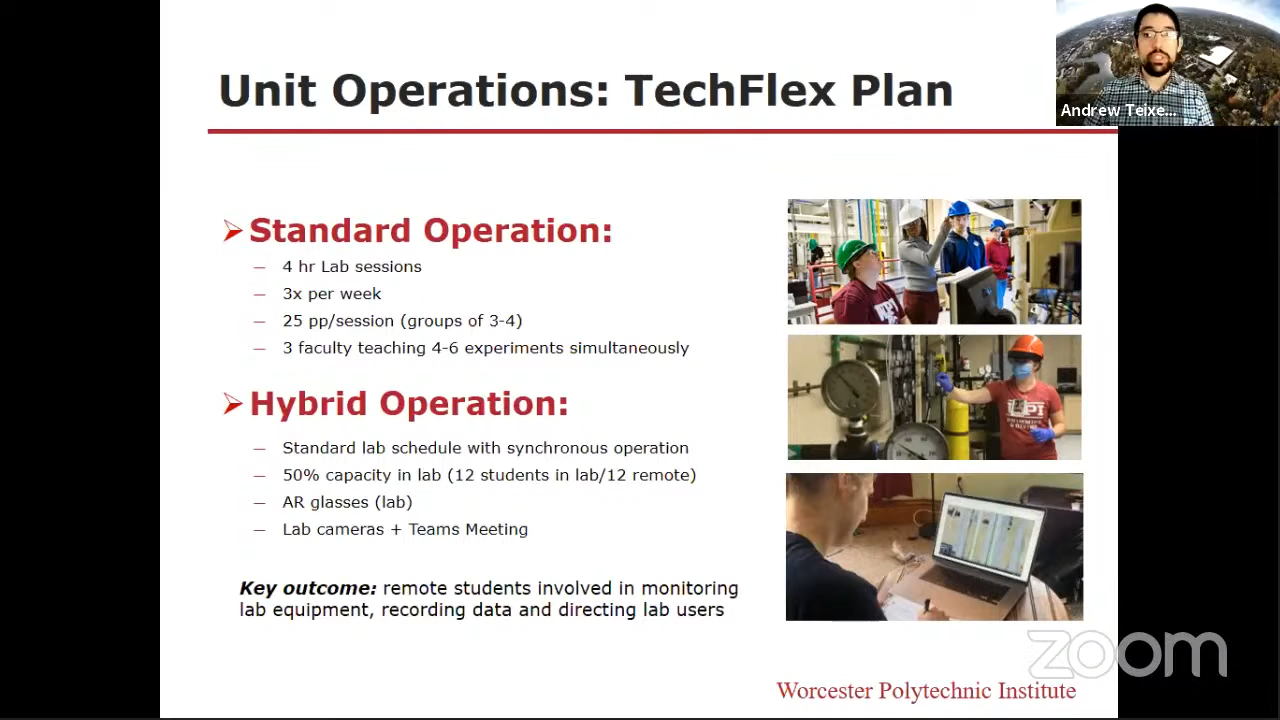 Unit Operations: TechFlex Plan
Andrew Teixe...
Standard Operation:
4 hr Lab sessions
3x per week
25 pp/session (groups of 3-4)
3 faculty teaching 4-6 experiments simultaneously
Hybrid Operation:
Standard lab schedule with synchronous operation
50% capacity in lab (12 students in lab/12 remote)
AR glasses (lab)
Lab cameras + Teams Meeting
Key outcome: remote students involved in monitoring
lab equipment, recording data and directing lab users
WPI
WPI
zoom
Worcester Polytechnic Institute